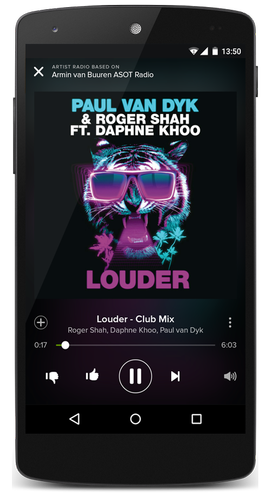 13:50
ARTIST RADIO BASED ON
Armin van Buuren ASOT Radio
PAUL VAN DYK
& ROGER SHAH
FT. DAPHNE KHOO
LOUDER
Louder - Club Mix
Roger Shah, Daphne Khoo, Paul van Dyk
0:17
6:03